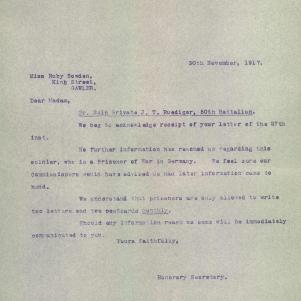 30th November, 1917.
Miss Ruby Bowden,
King Street,
GAWLER.
Dear Madam,
Private J. T. Ruediger, 50th Battalion.
We beg to acknowledge receipt of your letter of the 27th
inst.
No further information has reached us regarding this
soldier, who is a Prisoner of War in Germany. We feel sure our
Commissioners would have advised us had later information come to
hand.
We understand that prisoners are only allowed to write
two letters and two postcards monthly.
Should any information reach us same will be immediately
communicated to you.
Yours faithfully,
Honorary Secretary.